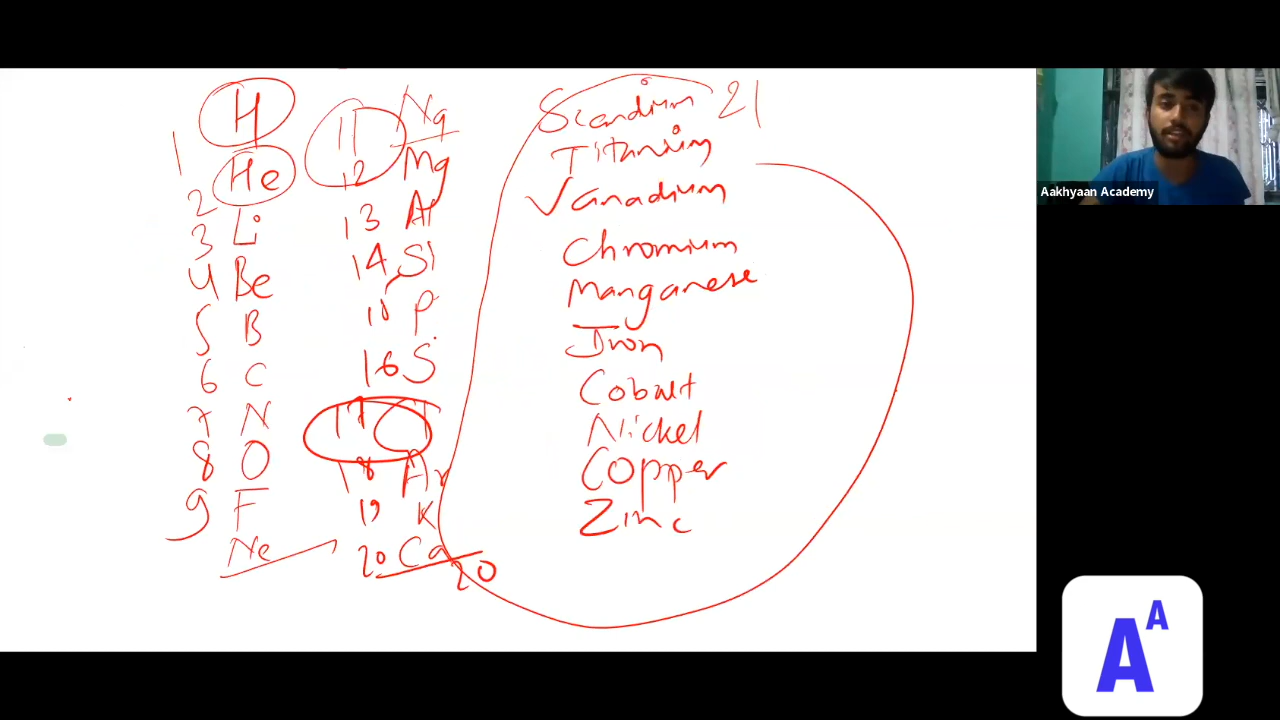 1 H
2 He
3 Li
4 Be
5 B
6 C
7 N
8 O
9 F
Ne
11 Na
12 Mg
13 Al
14 Si
15 P
16 S
17
18 Ar
19 K
20 Ca
20
Scandium 21
Titanium
Vanadium
Chromium
Manganese
Iron
Cobalt
Nickel
Copper
Zinc
Aakhyaan Academy
AA